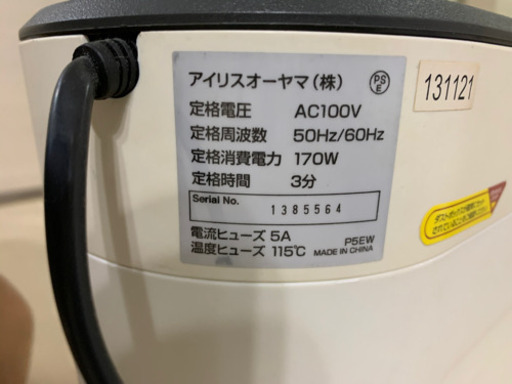 アイリスオーヤマ(株)
PS
E
131121
定格電圧 AC100V
定格周波数 50Hz/60Hz
定格消費電力 170W
定格時間 3分
Serial No.
1385564
電流ヒューズ 5A
温度ヒューズ 115℃
P5EW
MADE IN CHINA